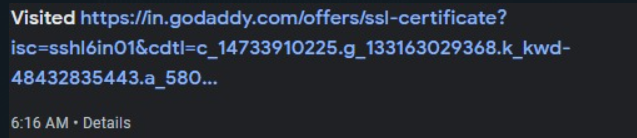 Visited https://in.godaddy.com/offers/ssl-certificate?
isc=sshl6in01&cdtl=c_14733910225.g_133163029368.k_kwd-
48432835443.a_580...
6:16 AM • Details